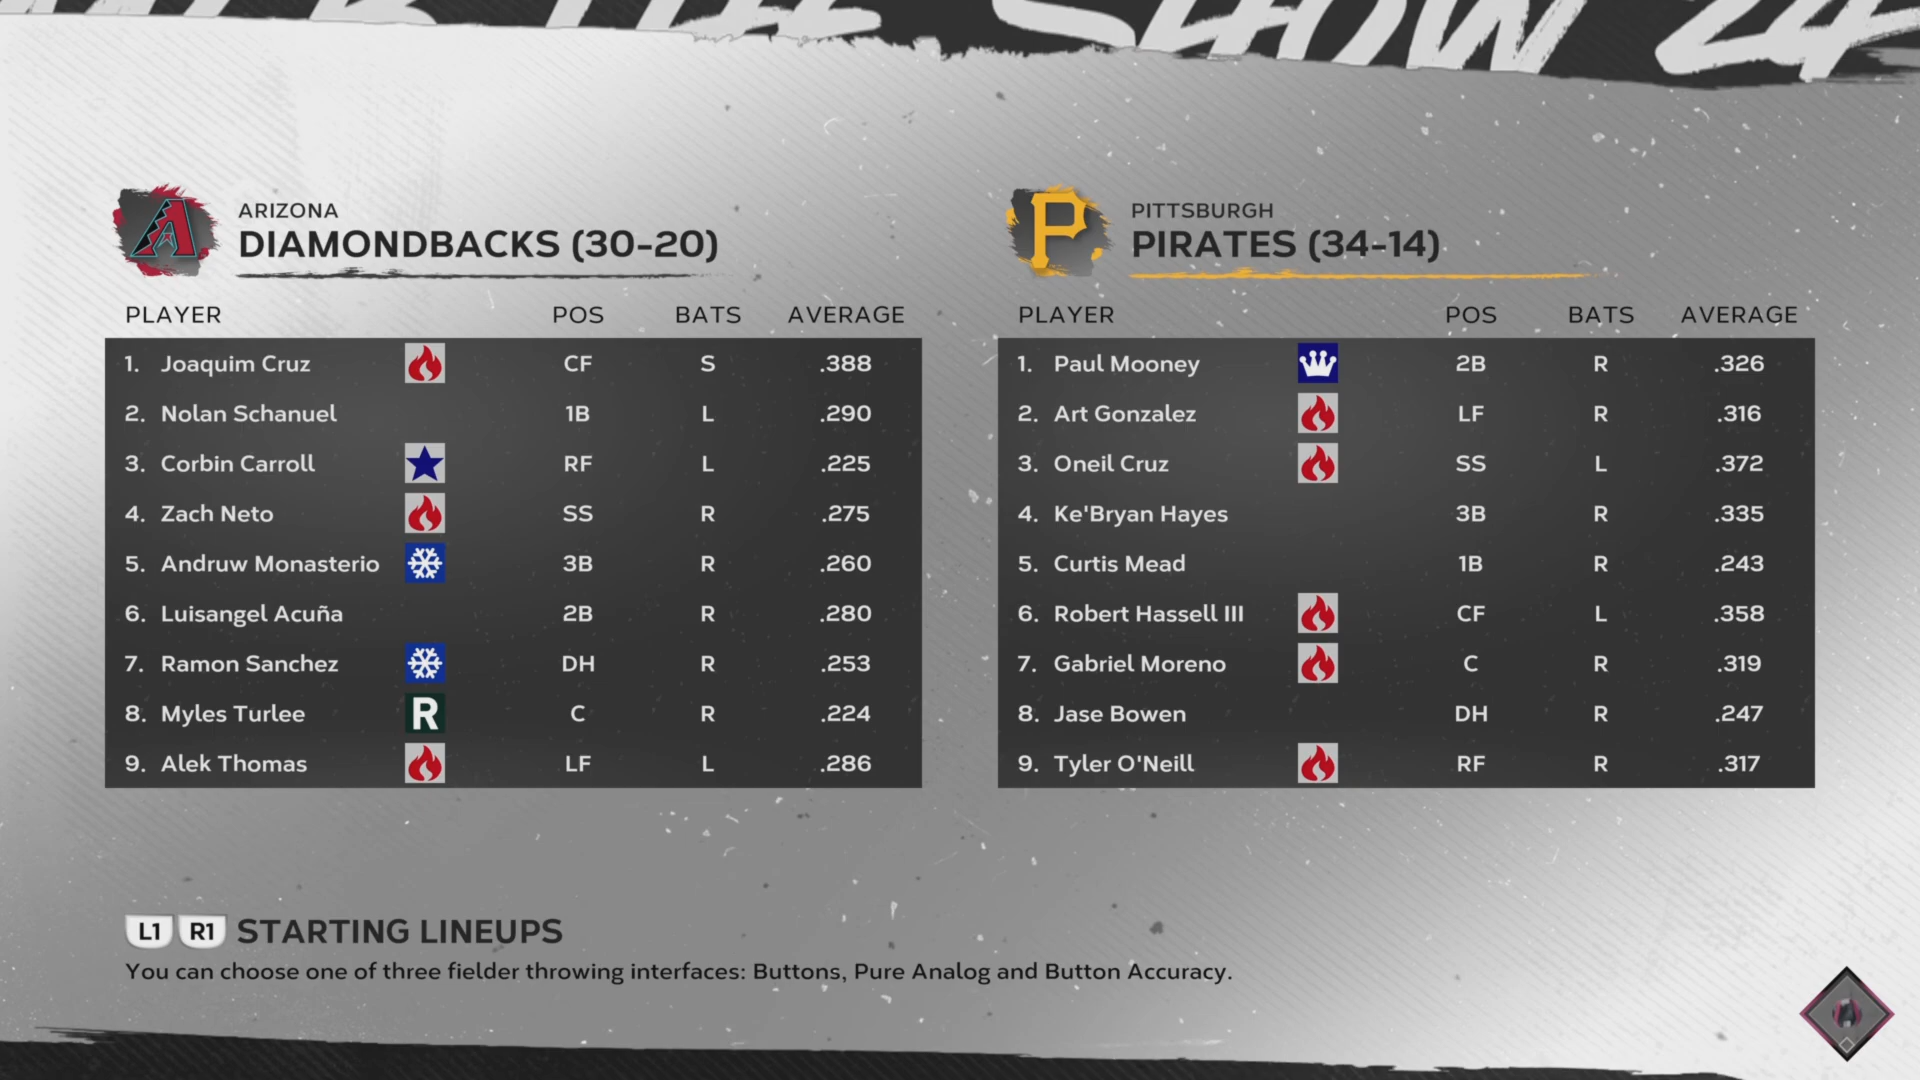 THE SHOW 24
ARIZONA
DIAMONDBACKS (30-20)
PLAYER POS BATS AVERAGE
1. Joaquim Cruz CF S .388
2. Nolan Schanuel 1B L .290
3. Corbin Carroll RF L .225
4. Zach Neto SS R .275
5. Andruw Monasterio 3B R .260
6. Luisangel Acuña 2B R .280
7. Ramon Sanchez DH R .253
8. Myles Turlee R C R .224
9. Alek Thomas LF L .286
PITTSBURGH
PIRATES (34-14)
PLAYER POS BATS AVERAGE
1. Paul Mooney 2B R .326
2. Art Gonzalez LF R .316
3. Oneil Cruz SS L .372
4. Ke'Bryan Hayes 3B R .335
5. Curtis Mead 1B R .243
6. Robert Hassell III CF L .358
7. Gabriel Moreno C R .319
8. Jase Bowen DH R .247
9. Tyler O'Neill RF R .317
L1 R1 STARTING LINEUPS
You can choose one of three fielder throwing interfaces: Buttons, Pure Analog and Button Accuracy.